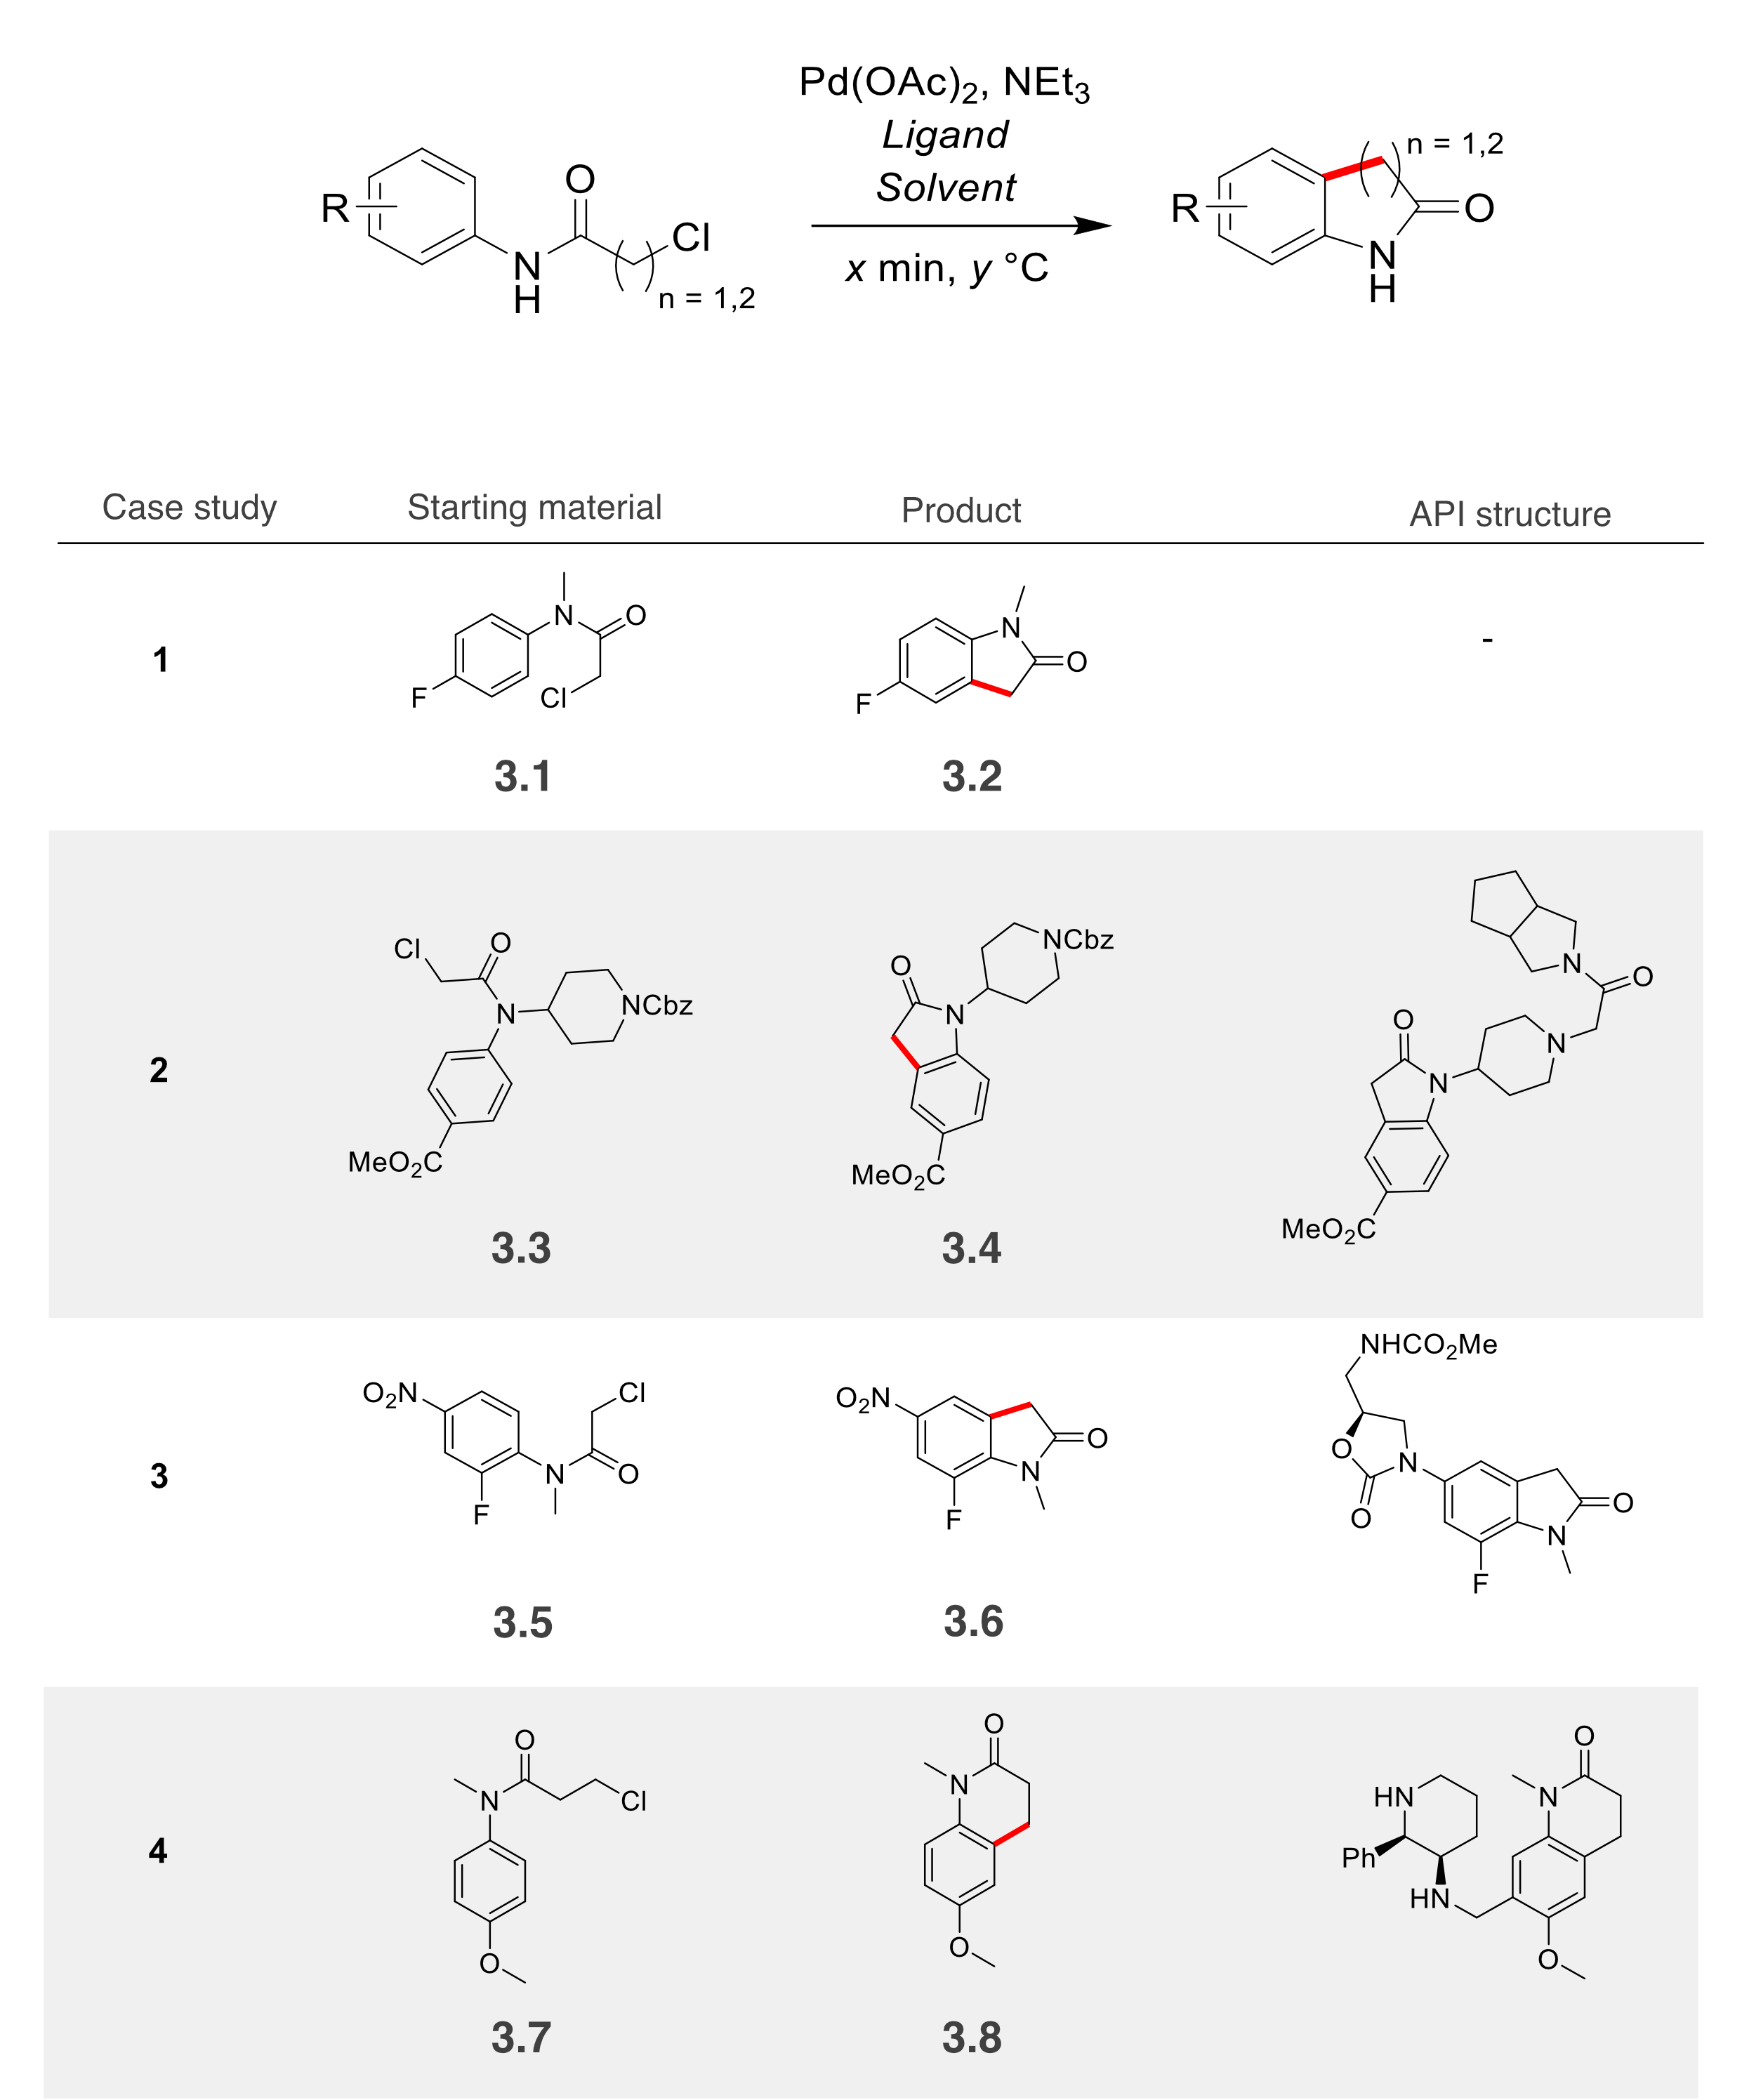 Pd(OAc)2, NEt3
Ligand
Solvent
x min, y °C
R
O
N
H
Cl
n = 1,2
R
n = 1,2
O
N
H
Case study
Starting material
Product
API structure
1
N
O
F
Cl
3.1
N
O
F
3.2
-
2
Cl
O
N
NCbz
MeO2C
3.3
O
N
NCbz
MeO2C
3.4
N
O
O
N
N
MeO2C
3
O2N
Cl
N
O
F
3.5
O2N
O
N
F
3.6
NHCO2Me
O
N
O
O
N
F
4
O
N
Cl
O
3.7
O
N
O
3.8
O
HN
N
Ph
HN
O